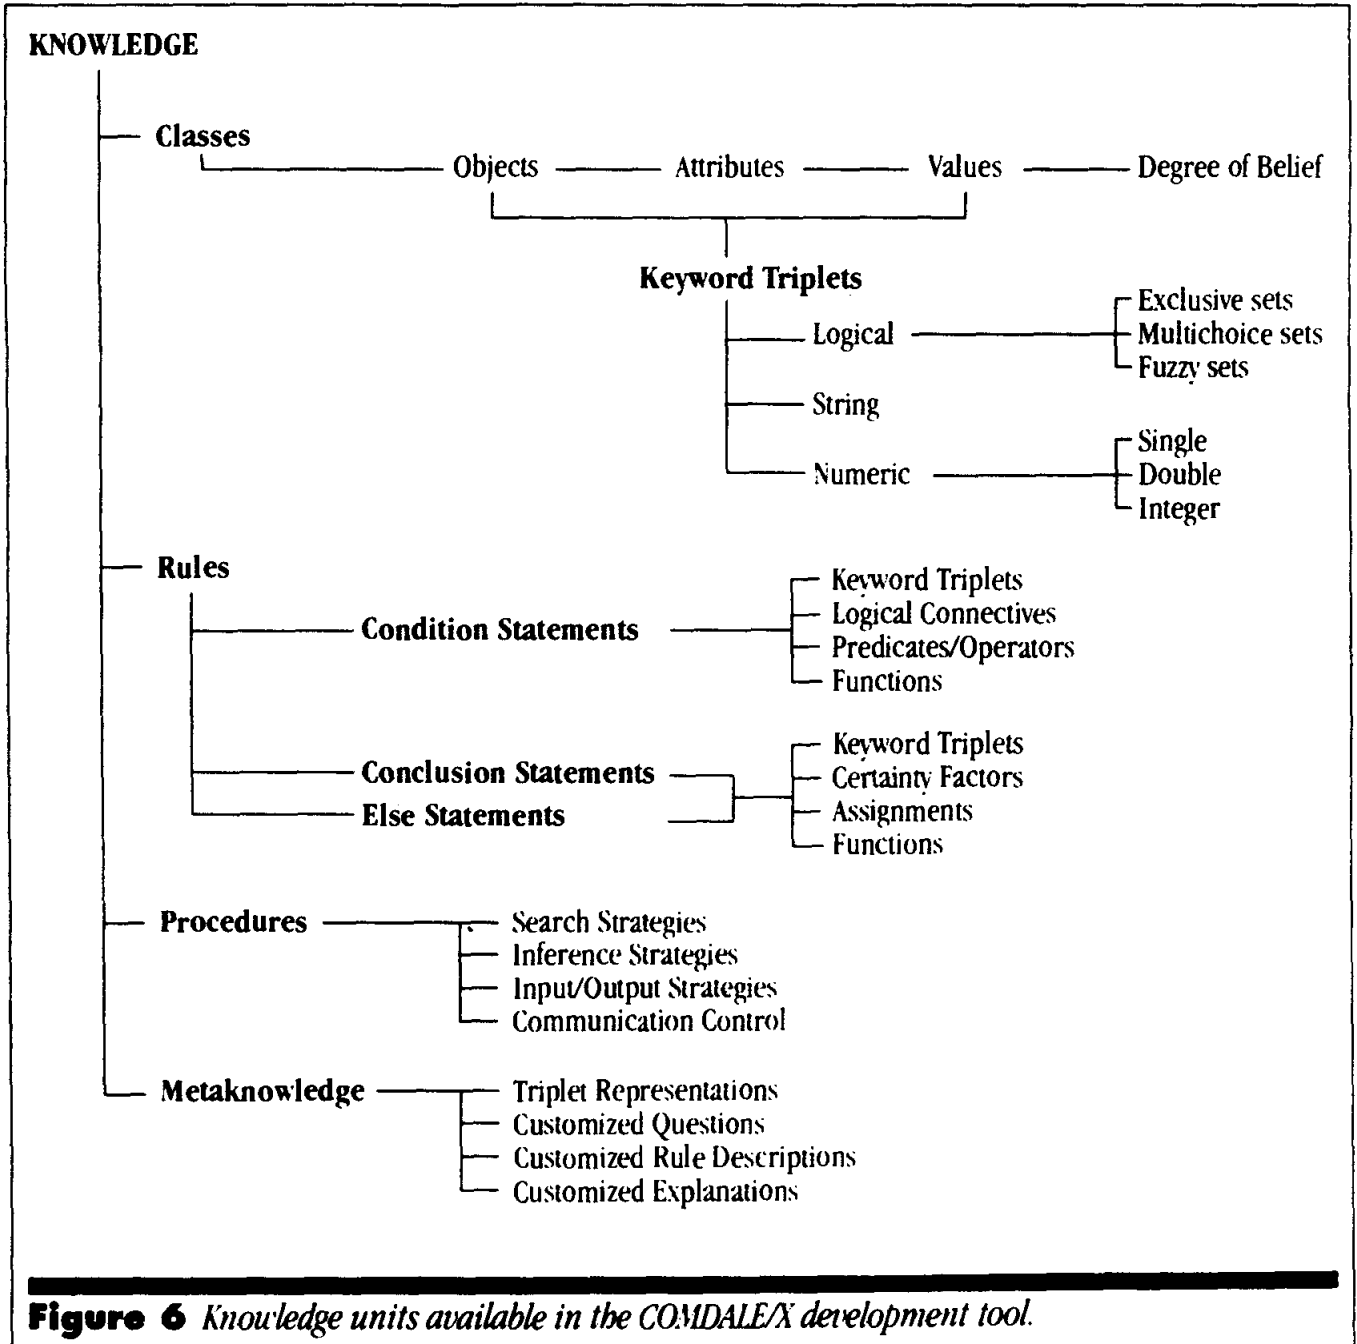 KNOWLEDGE
Classes
Objects Attributes Values Degree of Belief
Keyword Triplets
Logical
Exclusive sets
Multichoice sets
Fuzzy sets
String
Numeric
Single
Double
Integer
Rules
Condition Statements
Keyword Triplets
Logical Connectives
Predicates/Operators
Functions
Conclusion Statements
Else Statements
Keyword Triplets
Certainty Factors
Assignments
Functions
Procedures
Search Strategies
Inference Strategies
Input/Output Strategies
Communication Control
Metaknowledge
Triplet Representations
Customized Questions
Customized Rule Descriptions
Customized Explanations
Figure 6 Knowledge units available in the COMDALE/X development tool.